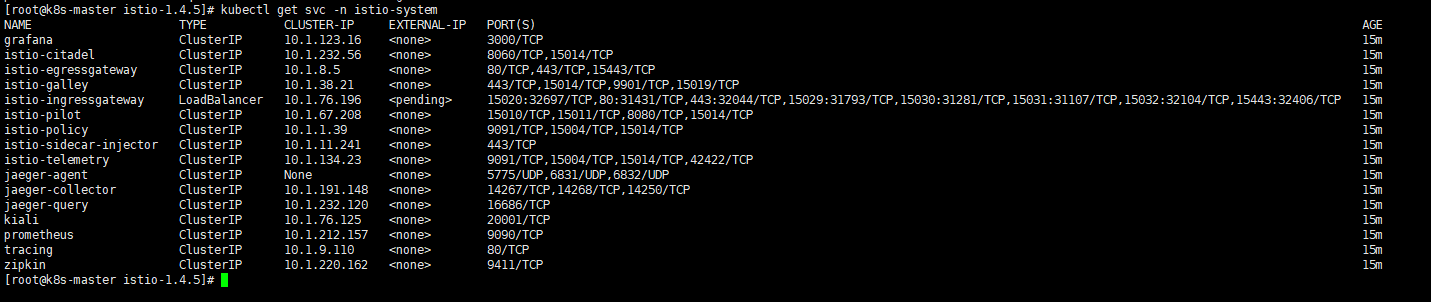 [root@k8s-master istio-1.4.5]# kubectl get svc -n istio-system
NAME TYPE CLUSTER-IP EXTERNAL-IP PORT(S) AGE
grafana ClusterIP 10.1.123.16 <none> 3000/TCP 15m
istio-citadel ClusterIP 10.1.232.56 <none> 8060/TCP,15014/TCP 15m
istio-egressgateway ClusterIP 10.1.8.5 <none> 80/TCP,443/TCP,15443/TCP 15m
istio-galley ClusterIP 10.1.38.21 <none> 443/TCP,15014/TCP,9901/TCP,15019/TCP 15m
istio-ingressgateway LoadBalancer 10.1.76.196 <pending> 15020:32697/TCP,80:31431/TCP,443:32044/TCP,15029:31793/TCP,15030:31281/TCP,15031:31107/TCP,15032:32104/TCP,15443:32406/TCP 15m
istio-pilot ClusterIP 10.1.67.208 <none> 15010/TCP,15011/TCP,8080/TCP,15014/TCP 15m
istio-policy ClusterIP 10.1.1.39 <none> 9091/TCP,15004/TCP,15014/TCP 15m
istio-sidecar-injector ClusterIP 10.1.11.241 <none> 443/TCP 15m
istio-telemetry ClusterIP 10.1.134.23 <none> 9091/TCP,15004/TCP,15014/TCP,42422/TCP 15m
jaeger-agent ClusterIP None <none> 5775/UDP,6831/UDP,6832/UDP 15m
jaeger-collector ClusterIP 10.1.191.148 <none> 14267/TCP,14268/TCP,14250/TCP 15m
jaeger-query ClusterIP 10.1.232.120 <none> 16686/TCP 15m
kiali ClusterIP 10.1.76.125 <none> 20001/TCP 15m
prometheus ClusterIP 10.1.212.157 <none> 9090/TCP 15m
tracing ClusterIP 10.1.9.110 <none> 80/TCP 15m
zipkin ClusterIP 10.1.220.162 <none> 9411/TCP 15m
[root@k8s-master istio-1.4.5]#